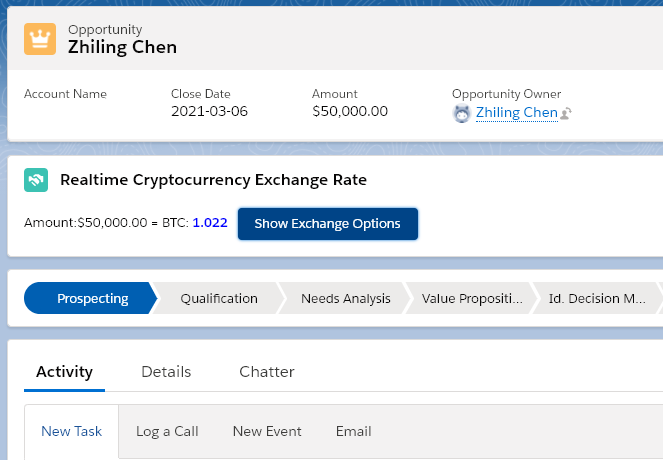 Opportunity
Zhiling Chen
Account Name Close Date Amount Opportunity Owner
2021-03-06 $50,000.00 Zhiling Chen
Realtime Cryptocurrency Exchange Rate
Amount:$50,000.00 = BTC: 1.022 Show Exchange Options
Prospecting Qualification Needs Analysis Value Propositi... Id. Decision M...
Activity Details Chatter
New Task Log a Call New Event Email